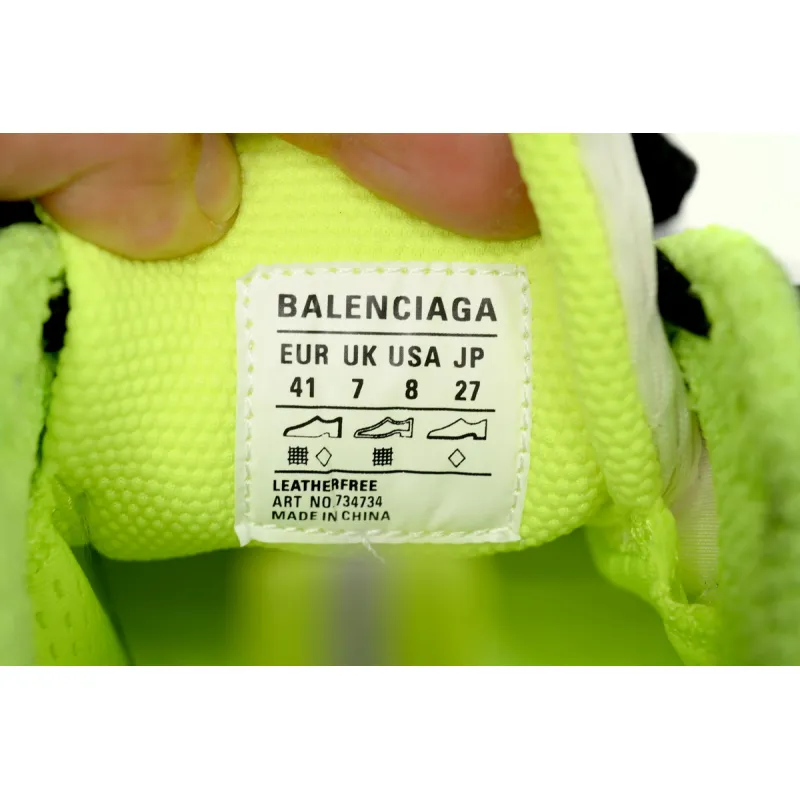 BALENCIAGA
EUR UK USA JP
41 7 8 27
LEATHERFREE
ART NO.734734
MADE IN CHINA